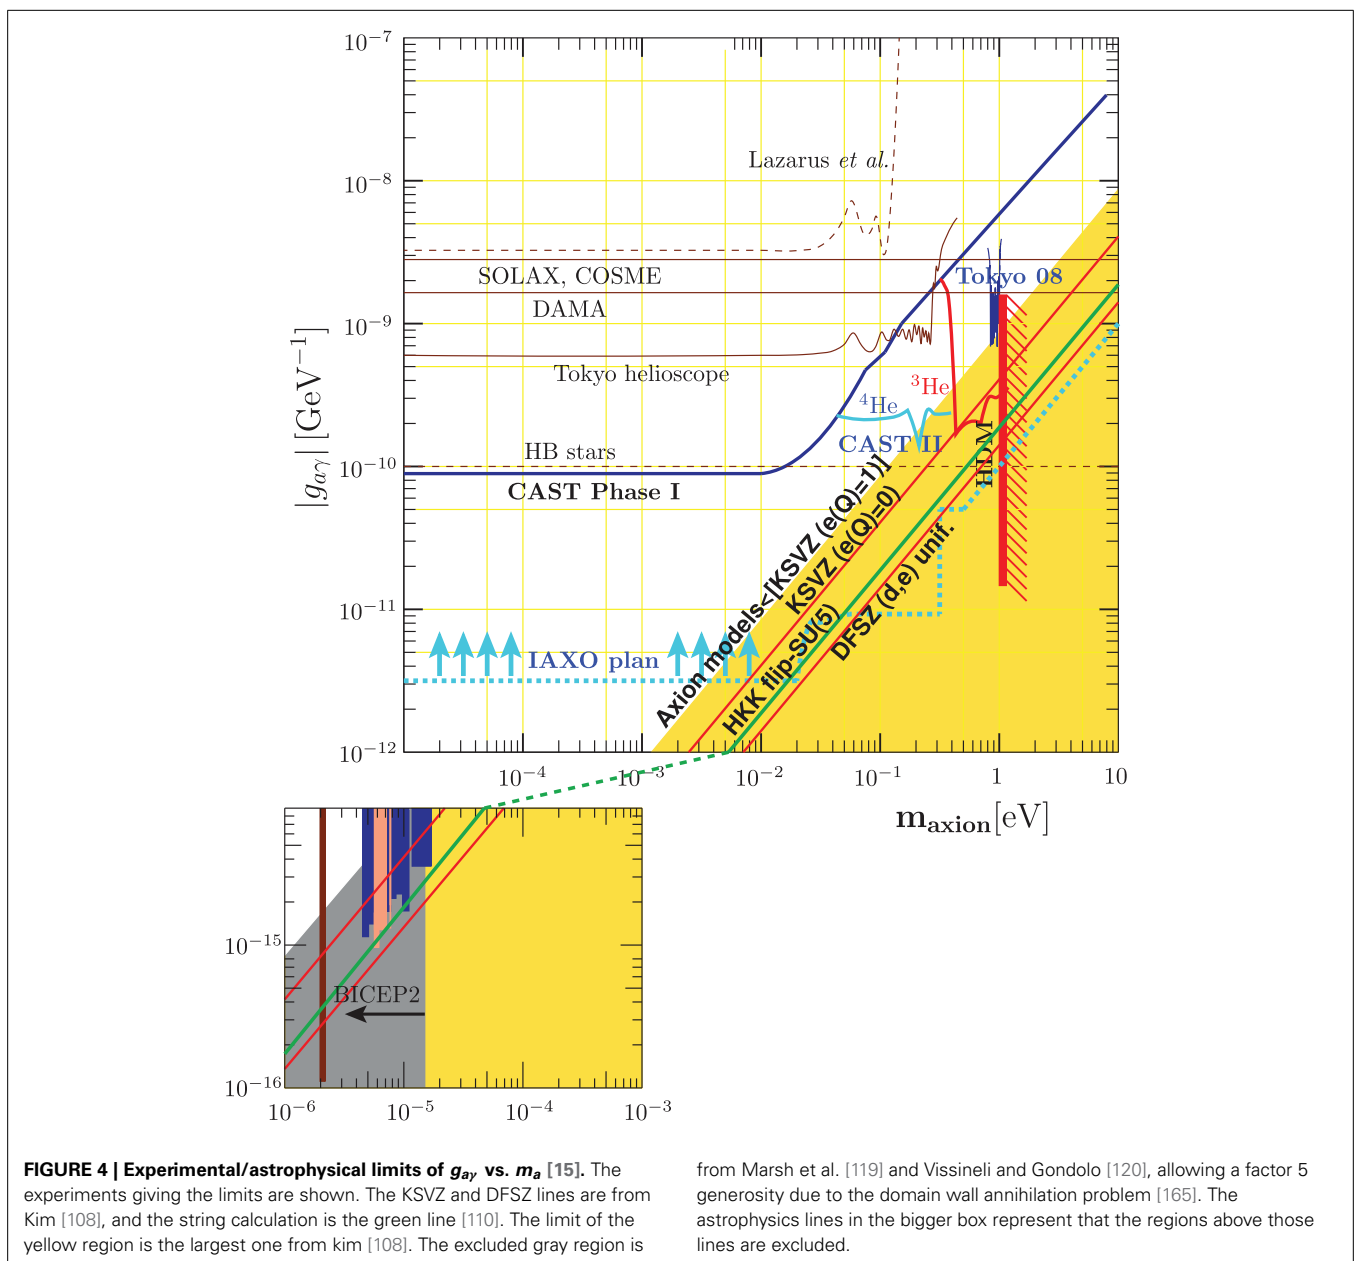 10−7
10−8
10−9
10−10
10−11
10−12
|gaγ| [GeV−1]
Lazarus et al.
SOLAX, COSME
Tokyo 08
DAMA
Tokyo helioscope
3He
4He
CAST II
HB stars
CAST Phase I
HDM
Axion models<[KSVZ (e(Q)=1)]
KSVZ (e(Q)=0)
HKK flip-SU(5)
DFSZ (d,e) unif.
IAXO plan
10−4
10−3
10−2
10−1
1
10
maxion[eV]
10−15
BICEP2
10−16
10−6
10−5
10−4
10−3
FIGURE 4 | Experimental/astrophysical limits of gaγ vs. ma [15]. The
experiments giving the limits are shown. The KSVZ and DFSZ lines are from
Kim [108], and the string calculation is the green line [110]. The limit of the
yellow region is the largest one from kim [108]. The excluded gray region is
from Marsh et al. [119] and Vissineli and Gondolo [120], allowing a factor 5
generosity due to the domain wall annihilation problem [165]. The
astrophysics lines in the bigger box represent that the regions above those
lines are excluded.